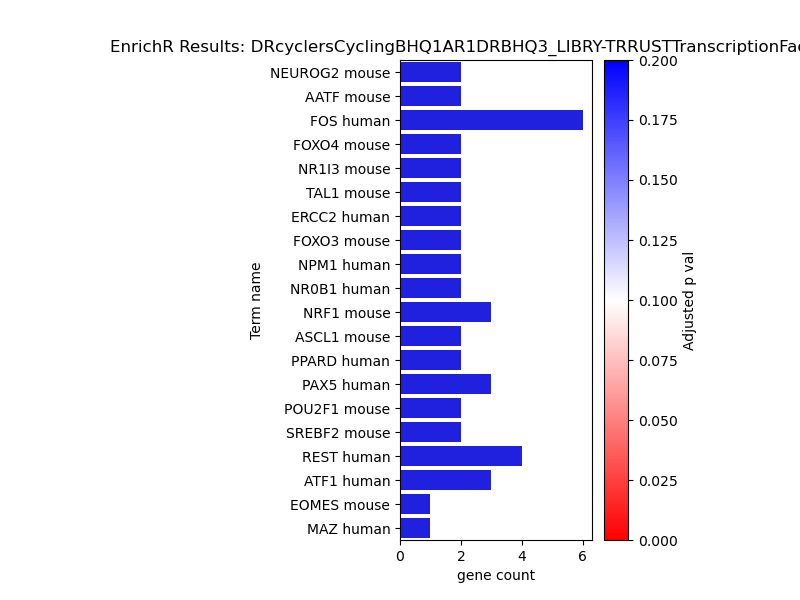 EnrichR Results: DRcyclersCyclingBHQ1AR1DRBHQ3_LIBRY-TRRUSTTranscriptionFac
NEUROG2 mouse
AATF mouse
FOS human
FOXO4 mouse
NR1I3 mouse
TAL1 mouse
ERCC2 human
FOXO3 mouse
NPM1 human
NR0B1 human
NRF1 mouse
ASCL1 mouse
PPARD human
PAX5 human
POU2F1 mouse
SREBF2 mouse
REST human
ATF1 human
EOMES mouse
MAZ human
Term name
0 2 4 6
gene count
0.200
0.175
0.150
0.125
0.100
0.075
0.050
0.025
0.000
Adjusted p val